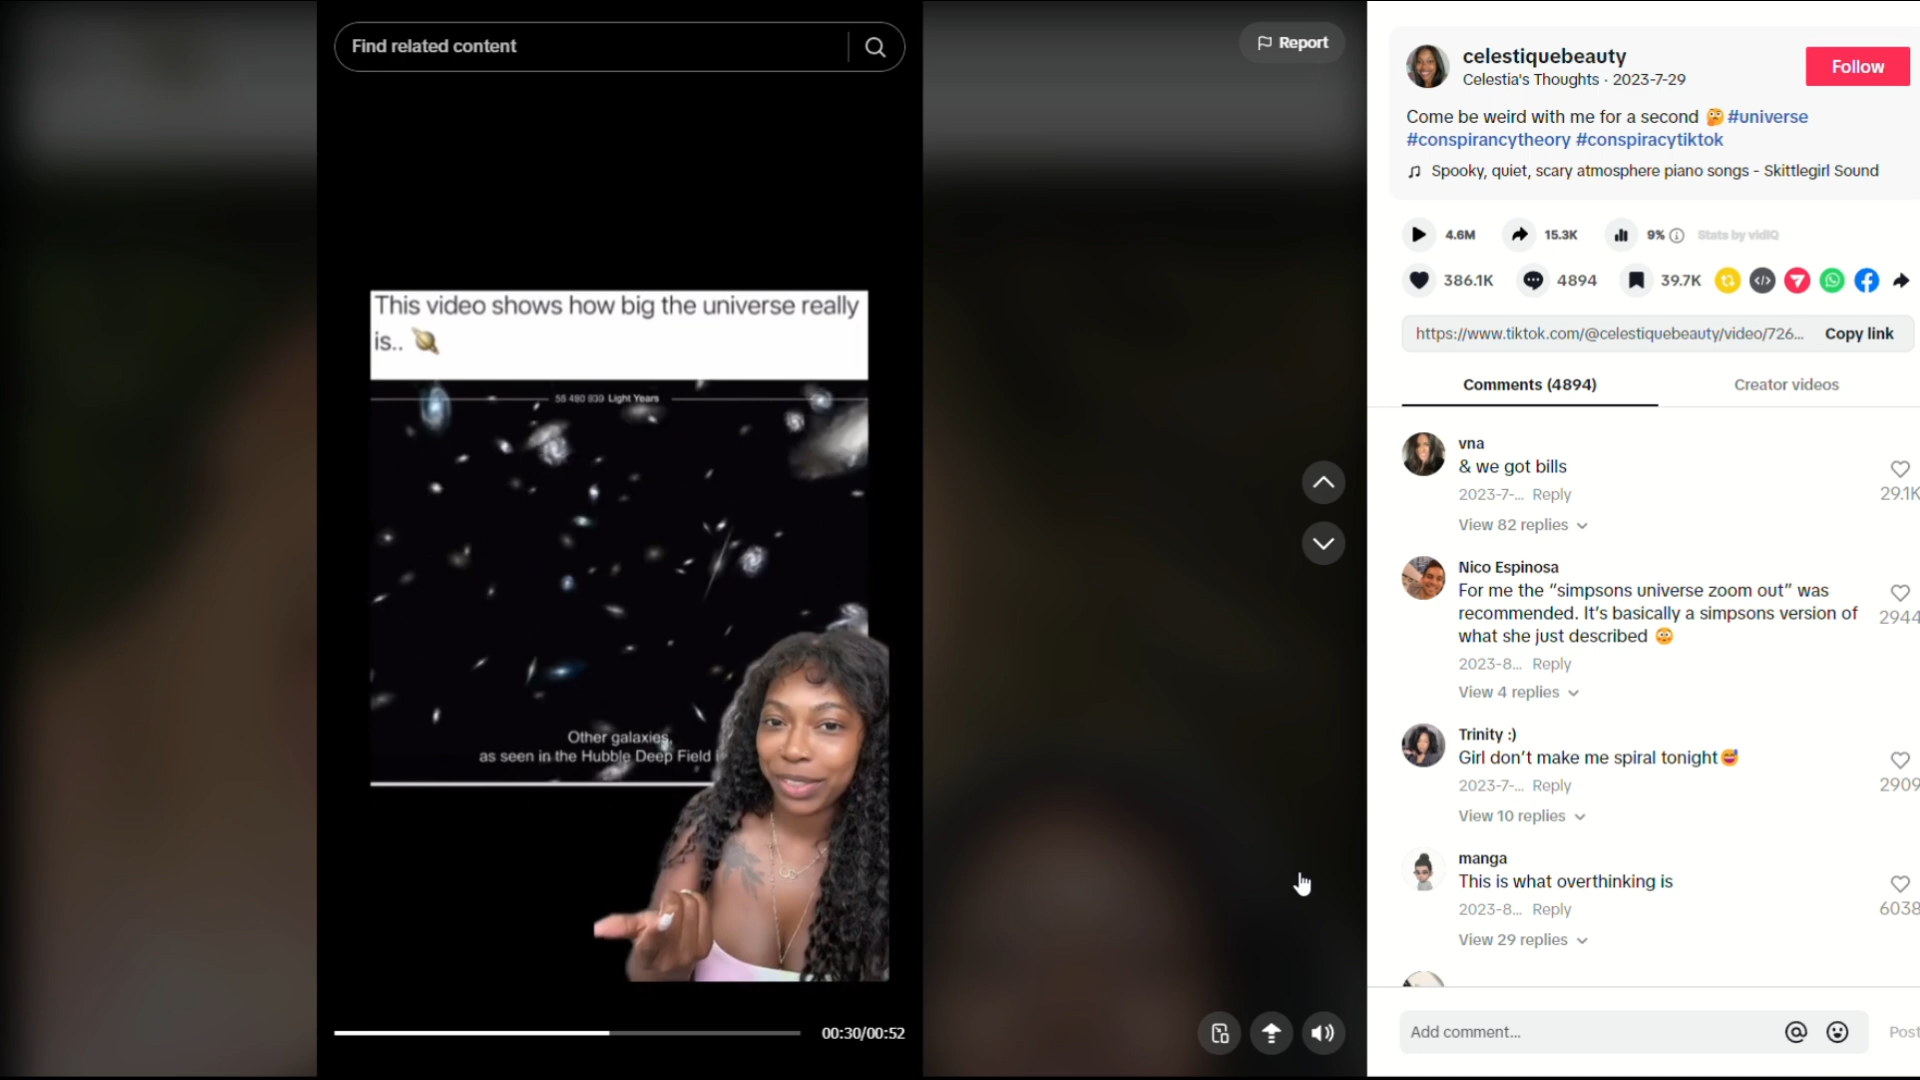 Find related content
Report
This video shows how big the universe really
is..
55 480 839 Light Years
Other galaxies,
as seen in the Hubble Deep Field
00:30/00:52
celestiquebeauty
Celestia's Thoughts · 2023-7-29
Follow
Come be weird with me for a second 🤔 #universe
#conspirancytheory #conspiracytiktok
Spooky, quiet, scary atmosphere piano songs - Skittlegirl Sound
4.6M
15.3K
9%
Stats by vidIQ
386.1K
4894
39.7K
https://www.tiktok.com/@celestiquebeauty/video/726...
Copy link
Comments (4894)
Creator videos
vna
& we got bills
2023-7-... Reply
29.1K
View 82 replies
Nico Espinosa
For me the “simpsons universe zoom out” was
recommended. It’s basically a simpsons version of
what she just described 😳
2944
2023-8... Reply
View 4 replies
Trinity :)
Girl don’t make me spiral tonight😅
2909
2023-7-... Reply
View 10 replies
manga
This is what overthinking is
6038
2023-8... Reply
View 29 replies
Add comment...
Post